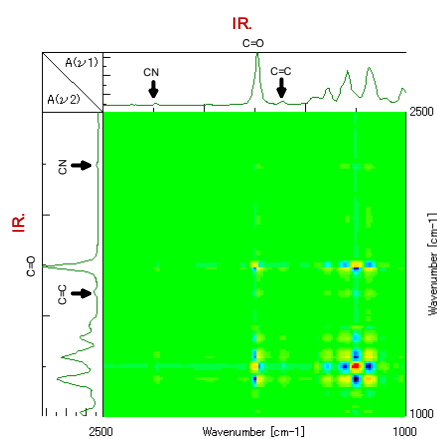 IR.
C=O
A(ν1)
CN
C=C
A(ν2)
2500
CN
IR.
C=O
C=C
Wavenumber [cm-1]
1000
2500
Wavenumber [cm-1]
1000